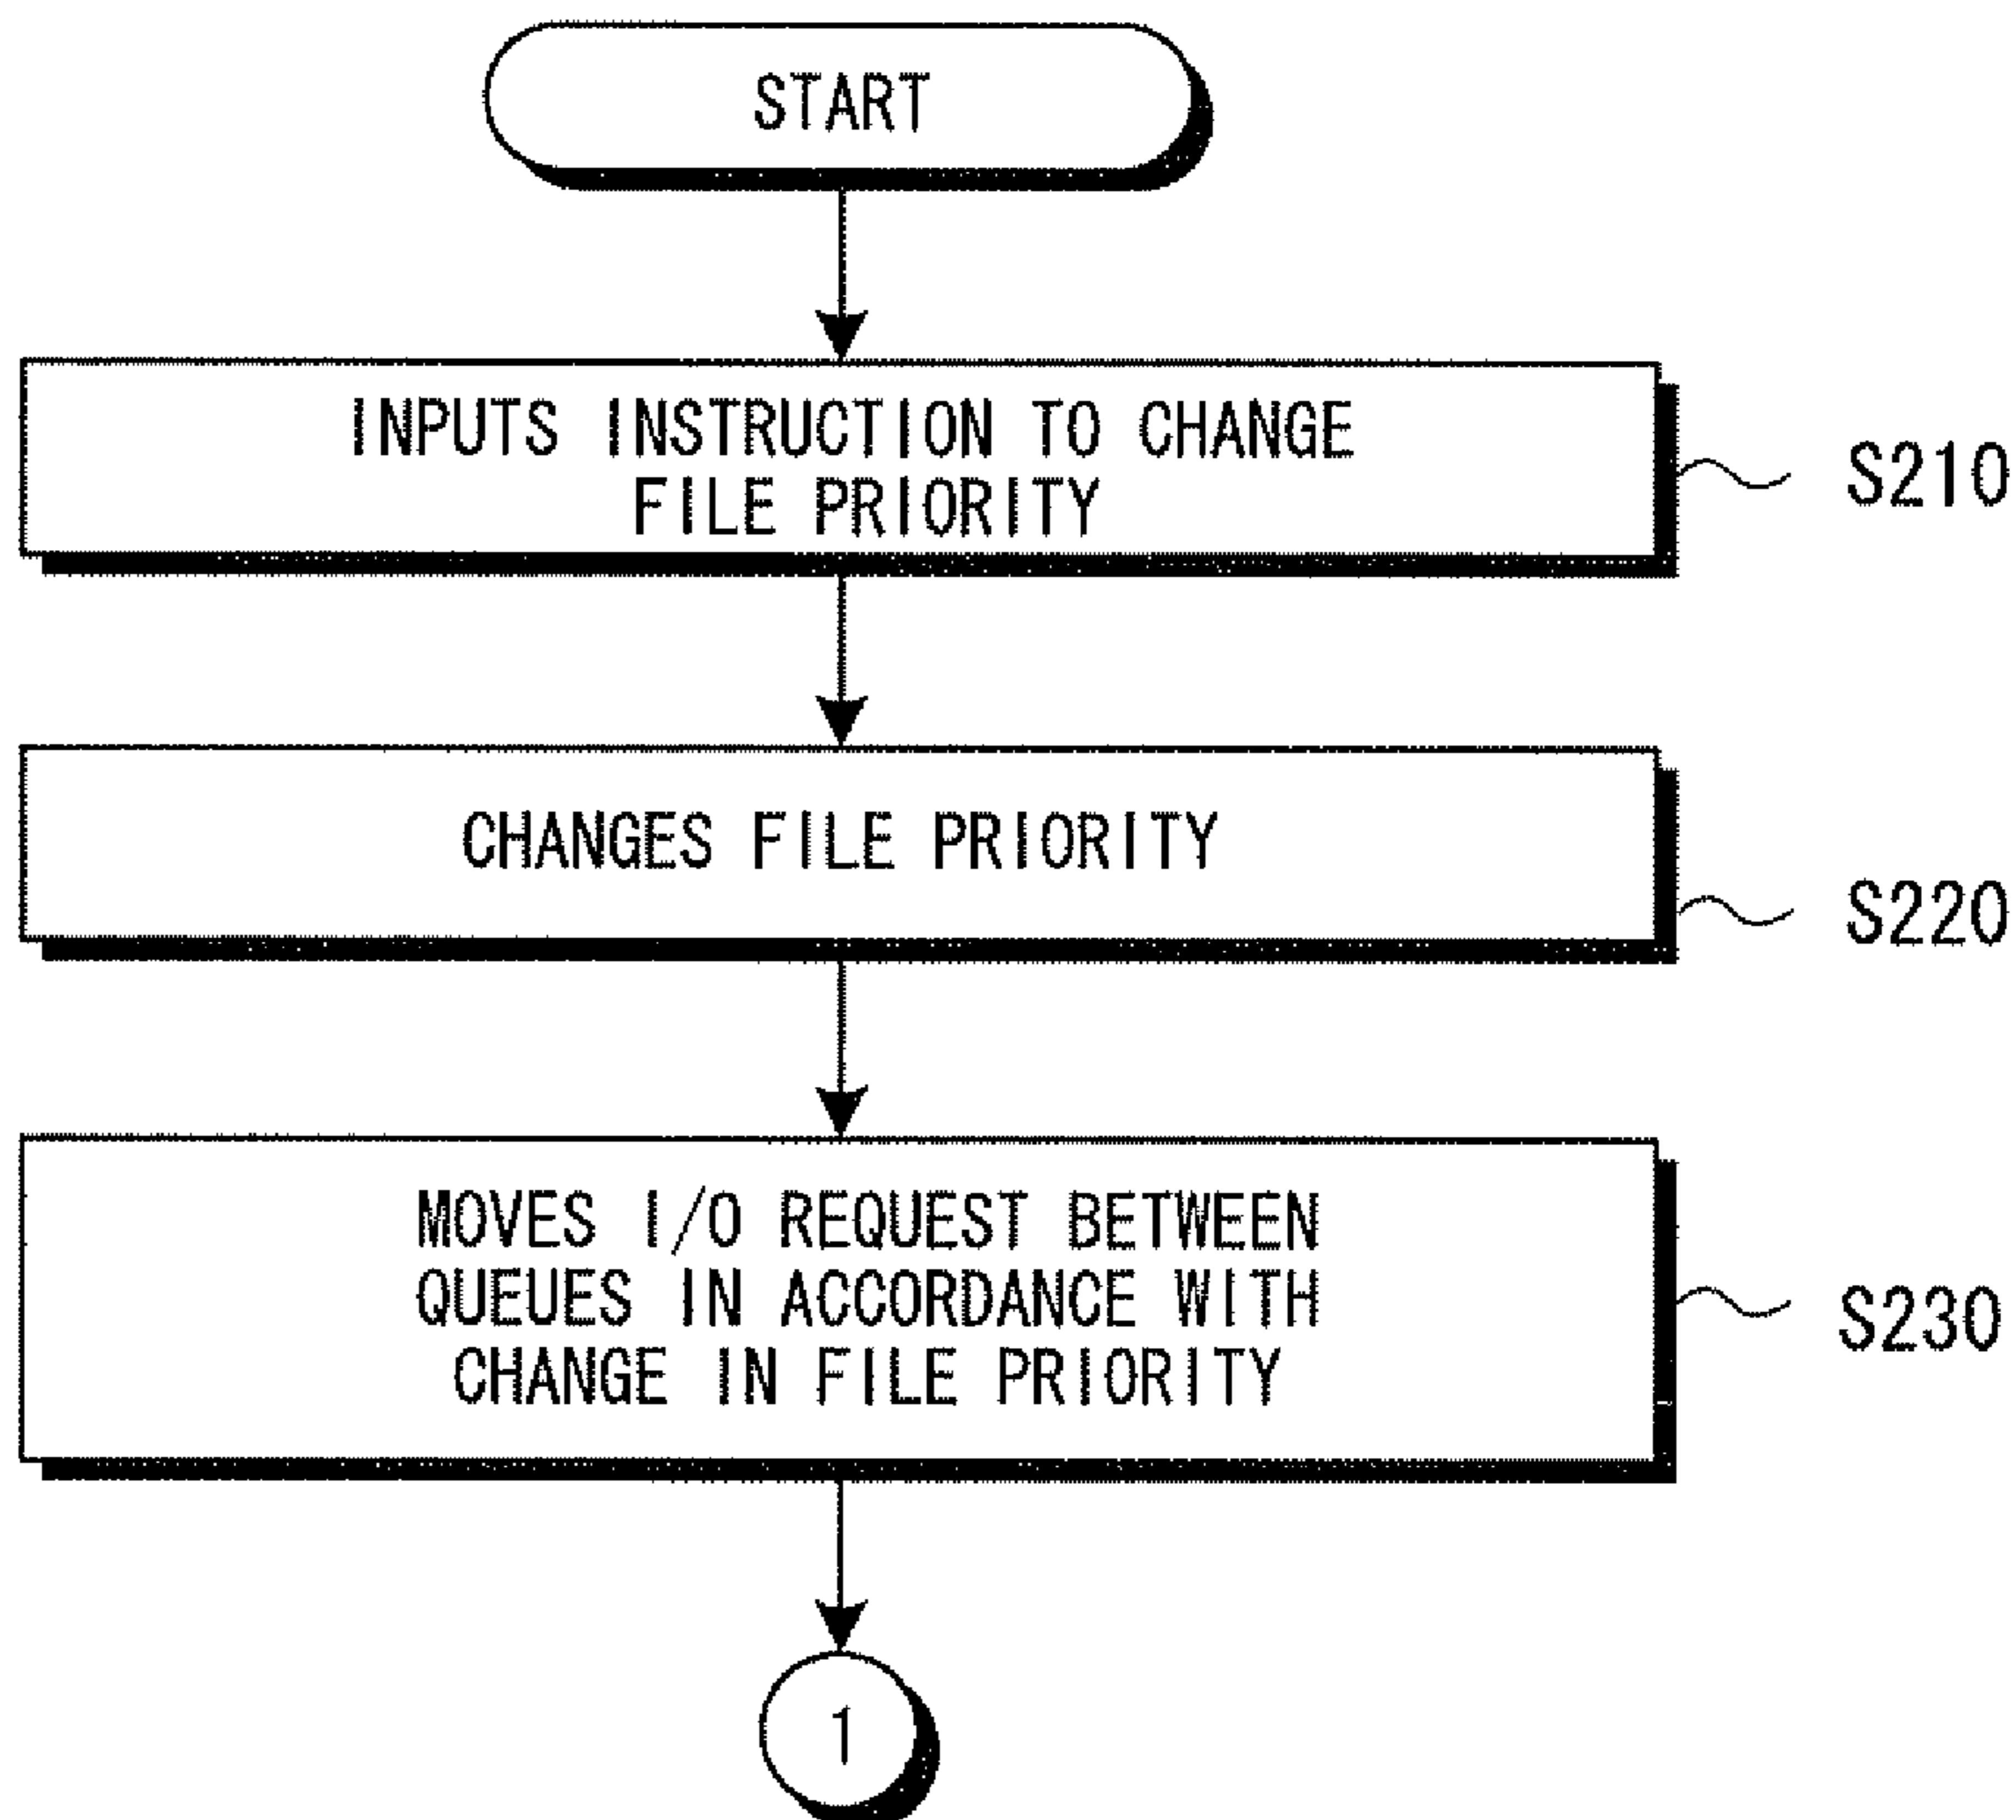 START
INPUTS INSTRUCTION TO CHANGE
FILE PRIORITY
S210
CHANGES FILE PRIORITY
S220
MOVES I/O REQUEST BETWEEN
QUEUES IN ACCORDANCE WITH
CHANGE IN FILE PRIORITY
S230
1